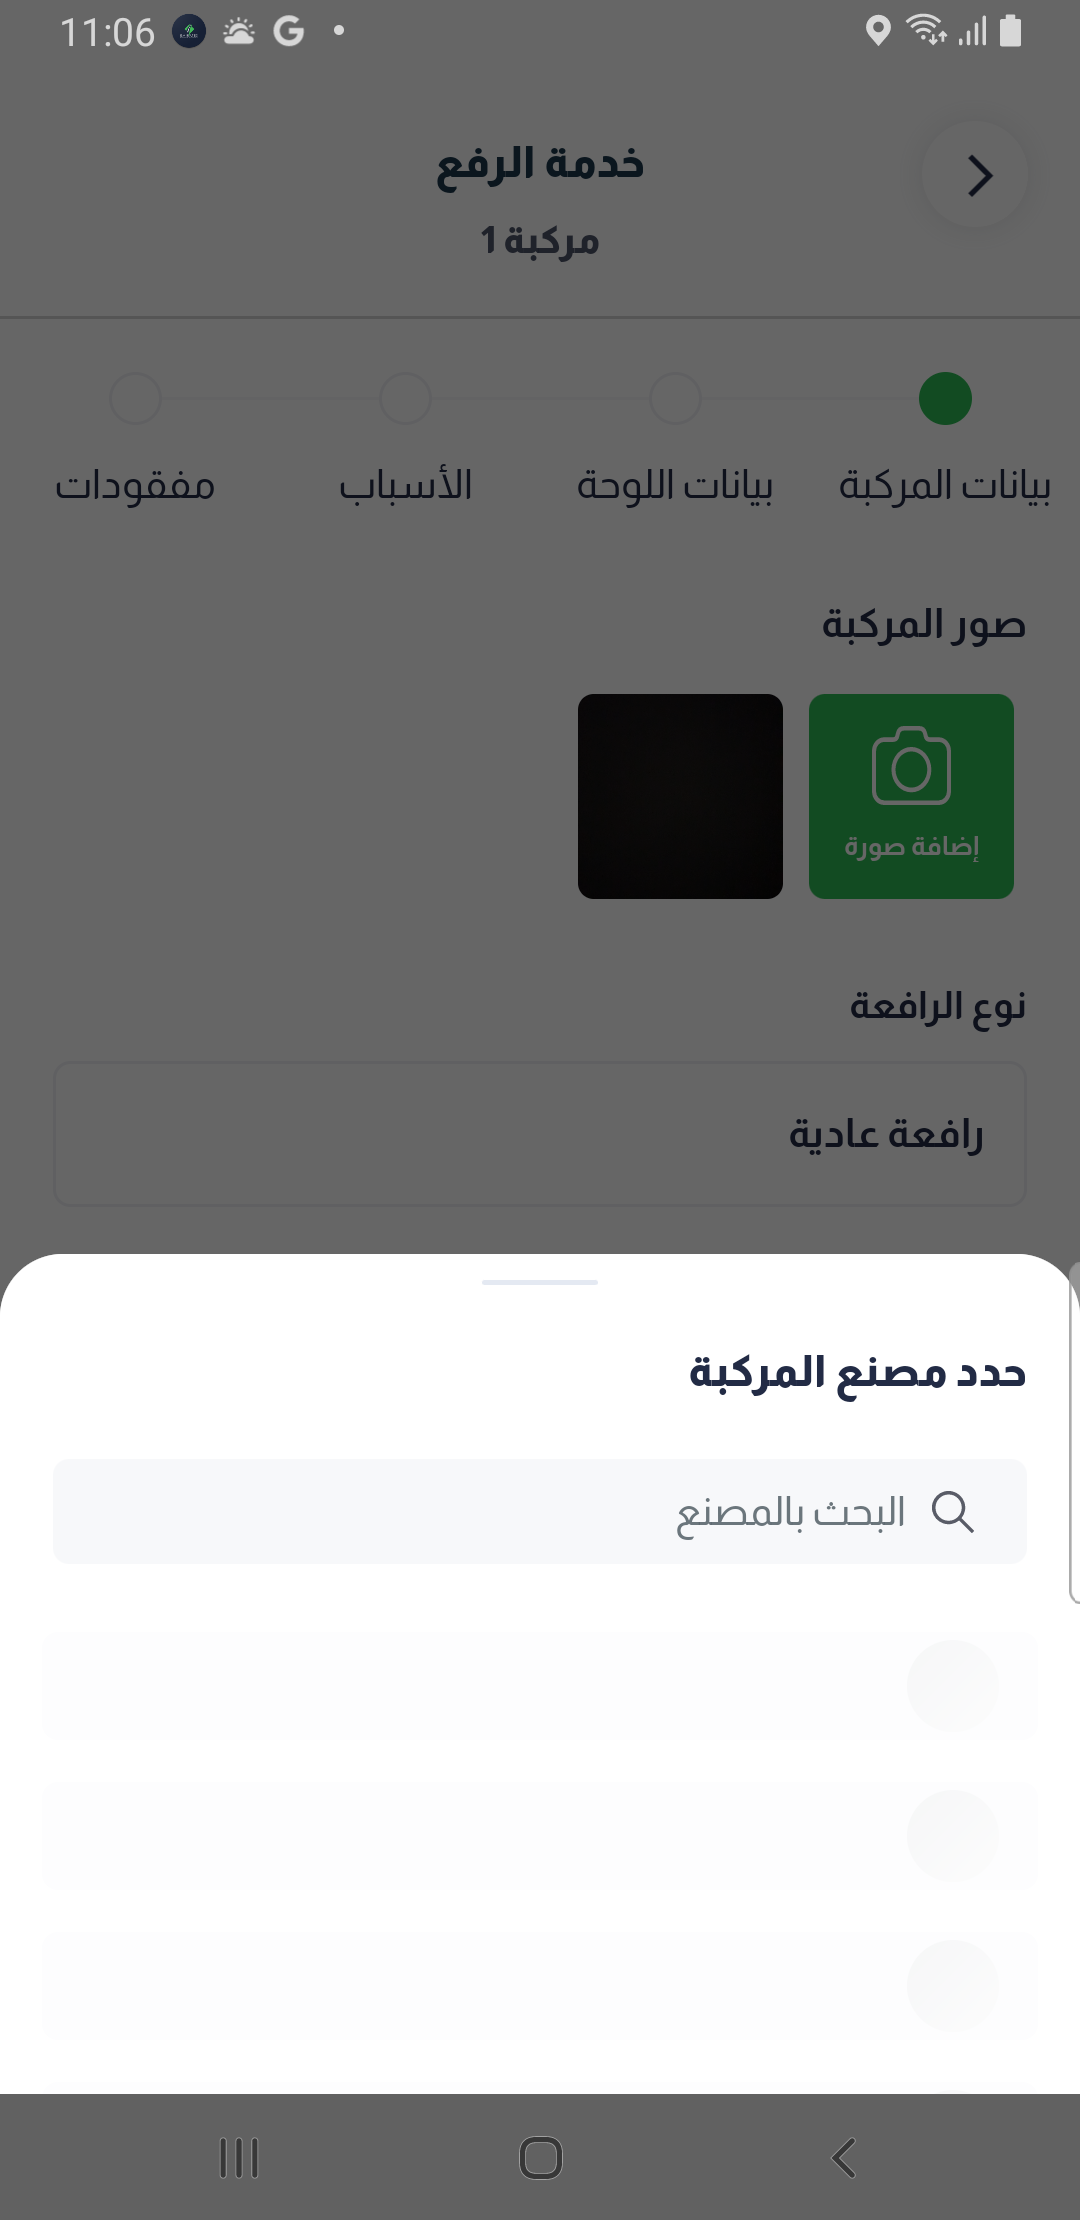 11:06
خدمة الرفع
مركبة 1
بيانات المركبة
بيانات اللوحة
الأسباب
مفقودات
صور المركبة
إضافة صورة
نوع الرافعة
رافعة عادية
حدد مصنع المركبة
البحث بالمصنع